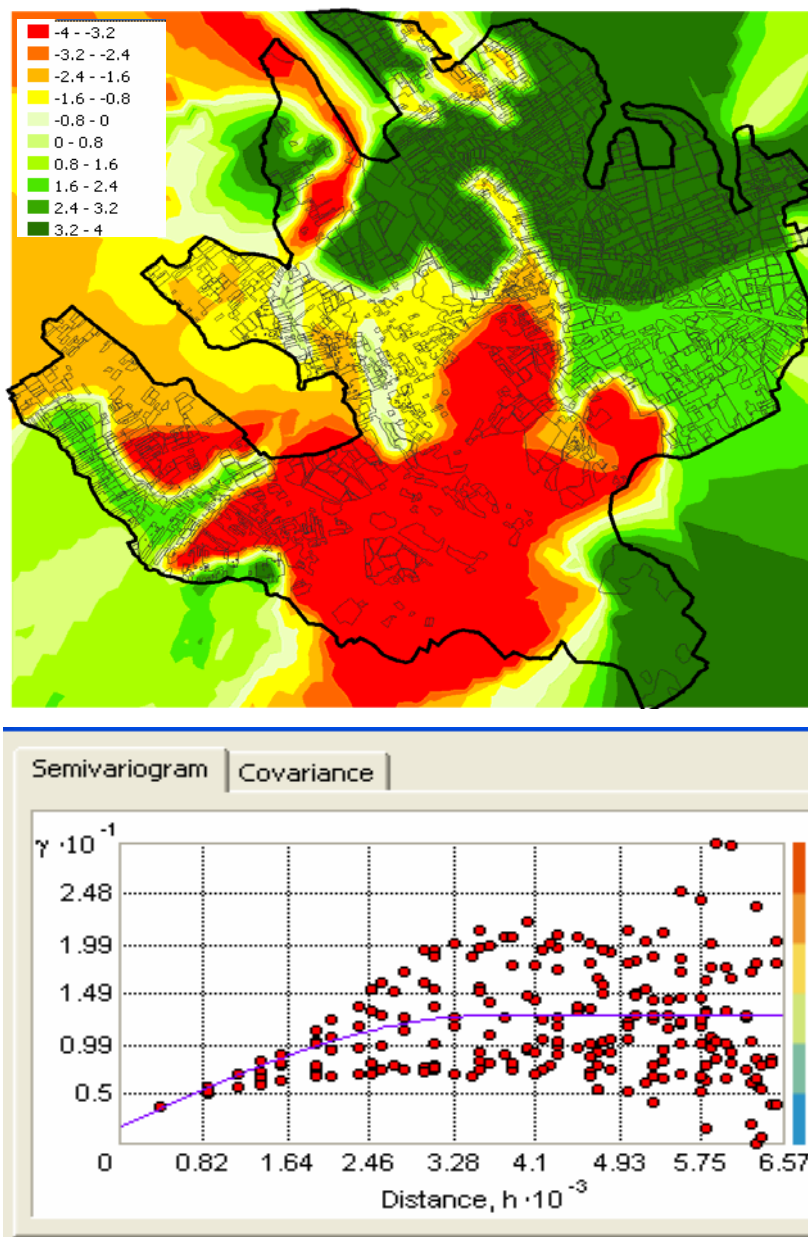 -4 - -3.2
-3.2 - -2.4
-2.4 - -1.6
-1.6 - -0.8
-0.8 - 0
0 - 0.8
0.8 - 1.6
1.6 - 2.4
2.4 - 3.2
3.2 - 4
Semivariogram Covariance
γ ·10⁻¹
2.48
1.99
1.49
0.99
0.5
0 0.82 1.64 2.46 3.28 4.1 4.93 5.75 6.57
Distance, h ·10⁻³